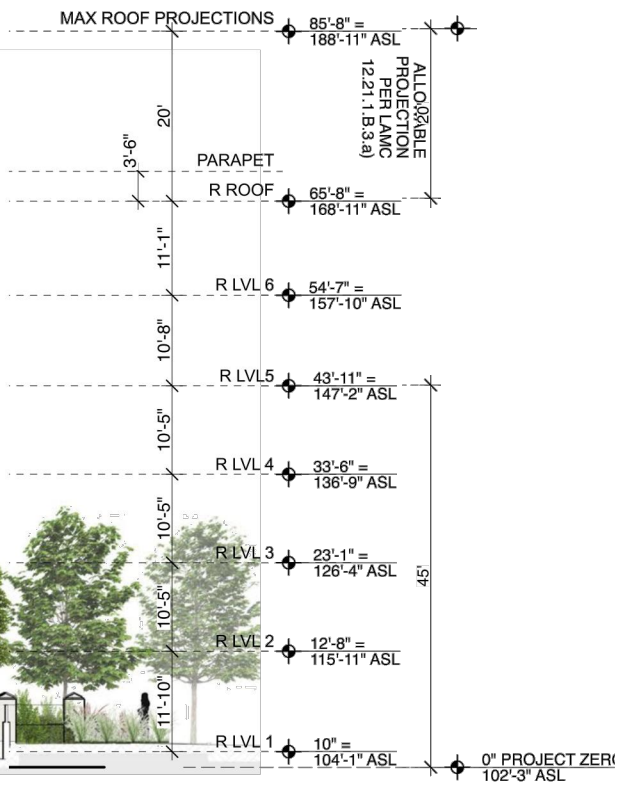 MAX ROOF PROJECTIONS
85'-8" =
188'-11" ASL
20'
20'
ALLOWABLE
PROJECTION
PER LAMC
12.21.1.B.3.a)
3'-6"
PARAPET
R ROOF
65'-8" =
168'-11" ASL
11'-1"
R LVL 6
54'-7" =
157'-10" ASL
10'-8"
R LVL5
43'-11" =
147'-2" ASL
10'-5"
R LVL 4
33'-6" =
136'-9" ASL
10'-5"
R LVL 3
23'-1" =
126'-4" ASL
45'
10'-5"
R LVL 2
12'-8" =
115'-11" ASL
11'-10"
R LVL 1
10" =
104'-1" ASL
0" PROJECT ZERO
102'-3" ASL